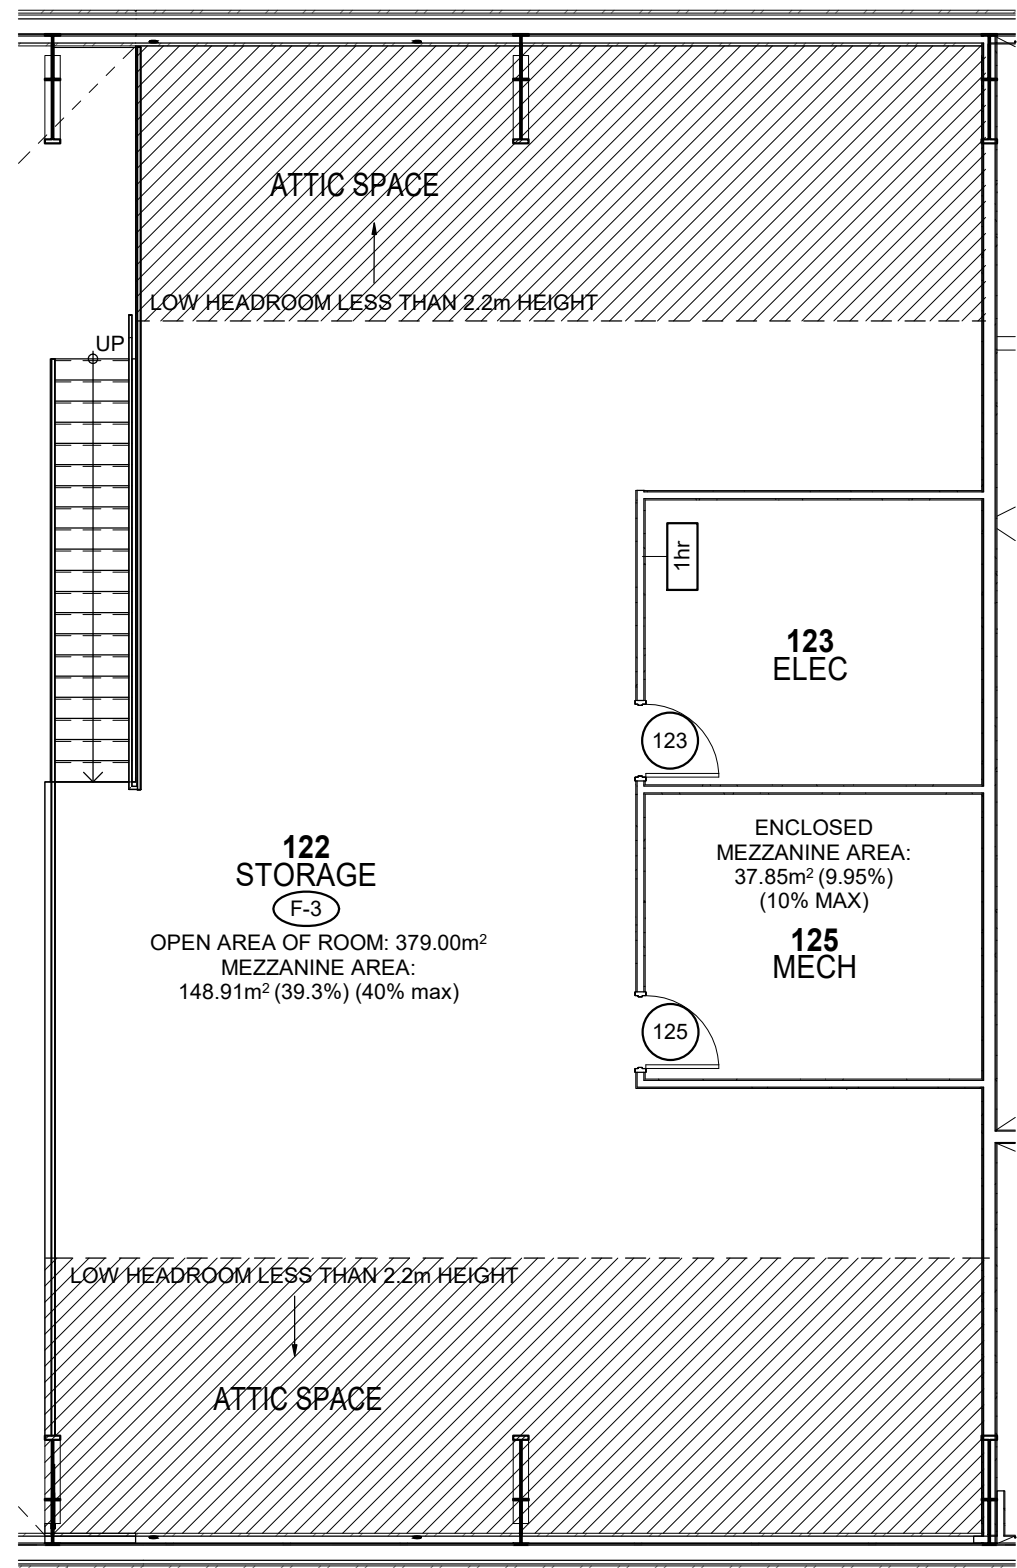 ATTIC SPACE
LOW HEADROOM LESS THAN 2.2m HEIGHT
UP
1hr
123
ELEC
123
ENCLOSED
MEZZANINE AREA:
37.85m² (9.95%)
(10% MAX)
125
MECH
125
122
STORAGE
F-3
OPEN AREA OF ROOM: 379.00m²
MEZZANINE AREA:
148.91m² (39.3%) (40% max)
LOW HEADROOM LESS THAN 2.2m HEIGHT
ATTIC SPACE